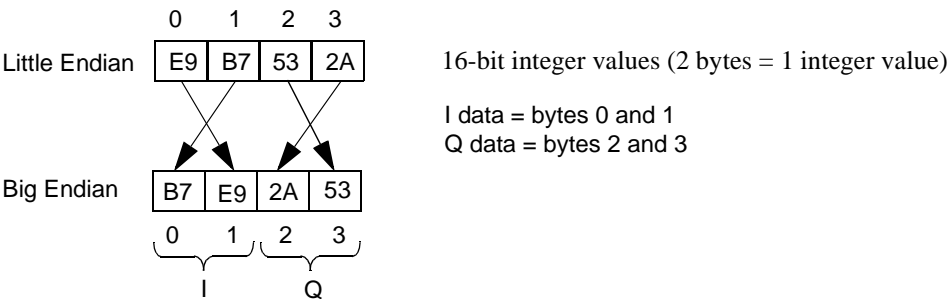 0 1 2 3
Little Endian E9 B7 53 2A
16-bit integer values (2 bytes = 1 integer value)
I data = bytes 0 and 1
Q data = bytes 2 and 3
Big Endian B7 E9 2A 53
0 1 2 3
I Q